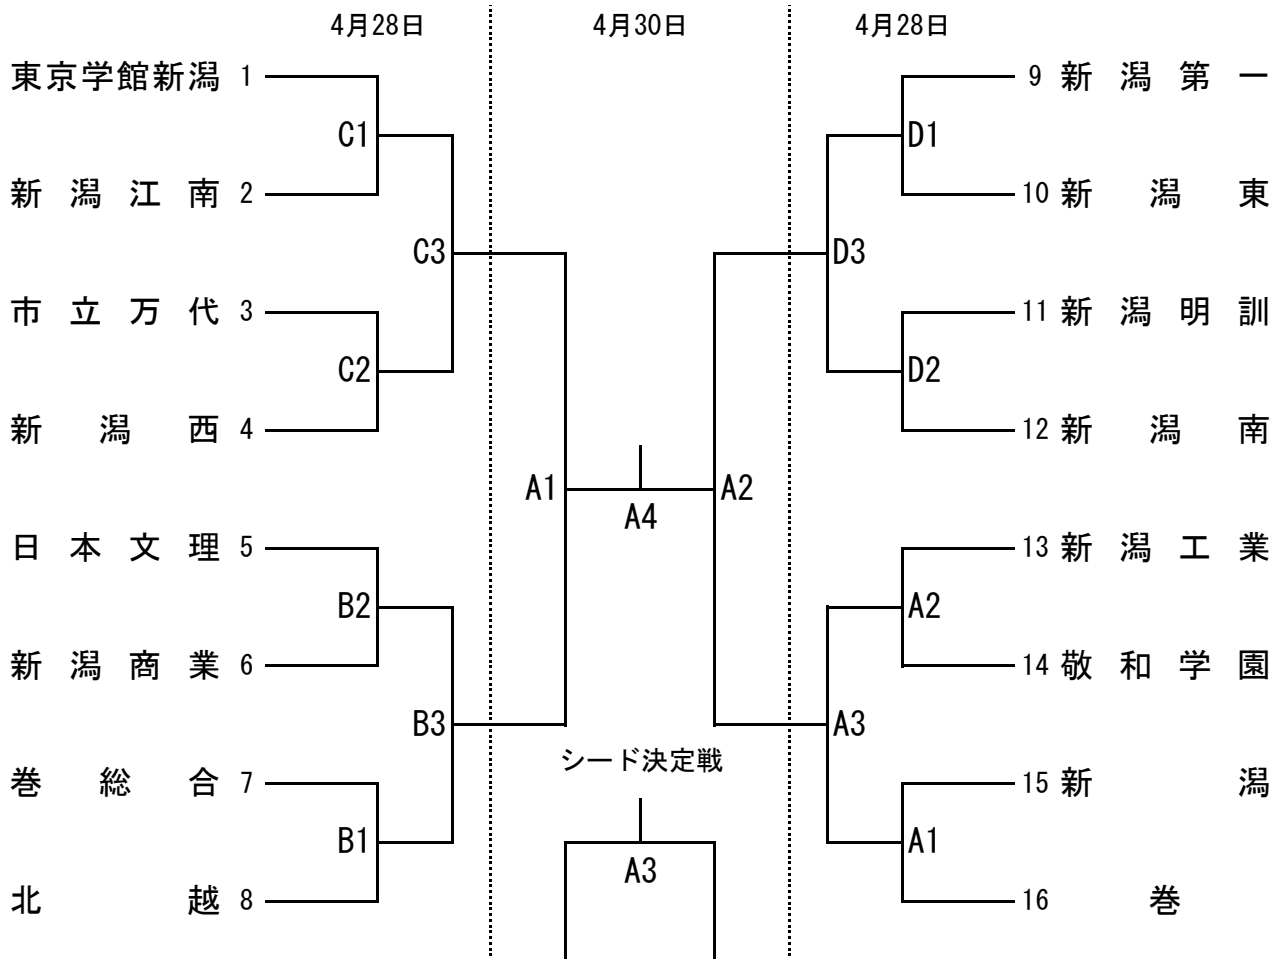 4月28日 4月30日 4月28日
東京学館新潟 1 9 新潟第一
C1 D1
新潟江南 2 10 新潟東
C3 D3
市立万代 3 11 新潟明訓
C2 D2
新潟西 4 12 新潟南
A1 A4 A2
日本文理 5 13 新潟工業
B2 A2
新潟商業 6 14 敬和学園
B3 A3
シード決定戦
巻総合 7 15 新潟
B1 A3 A1
北越 8 16 巻